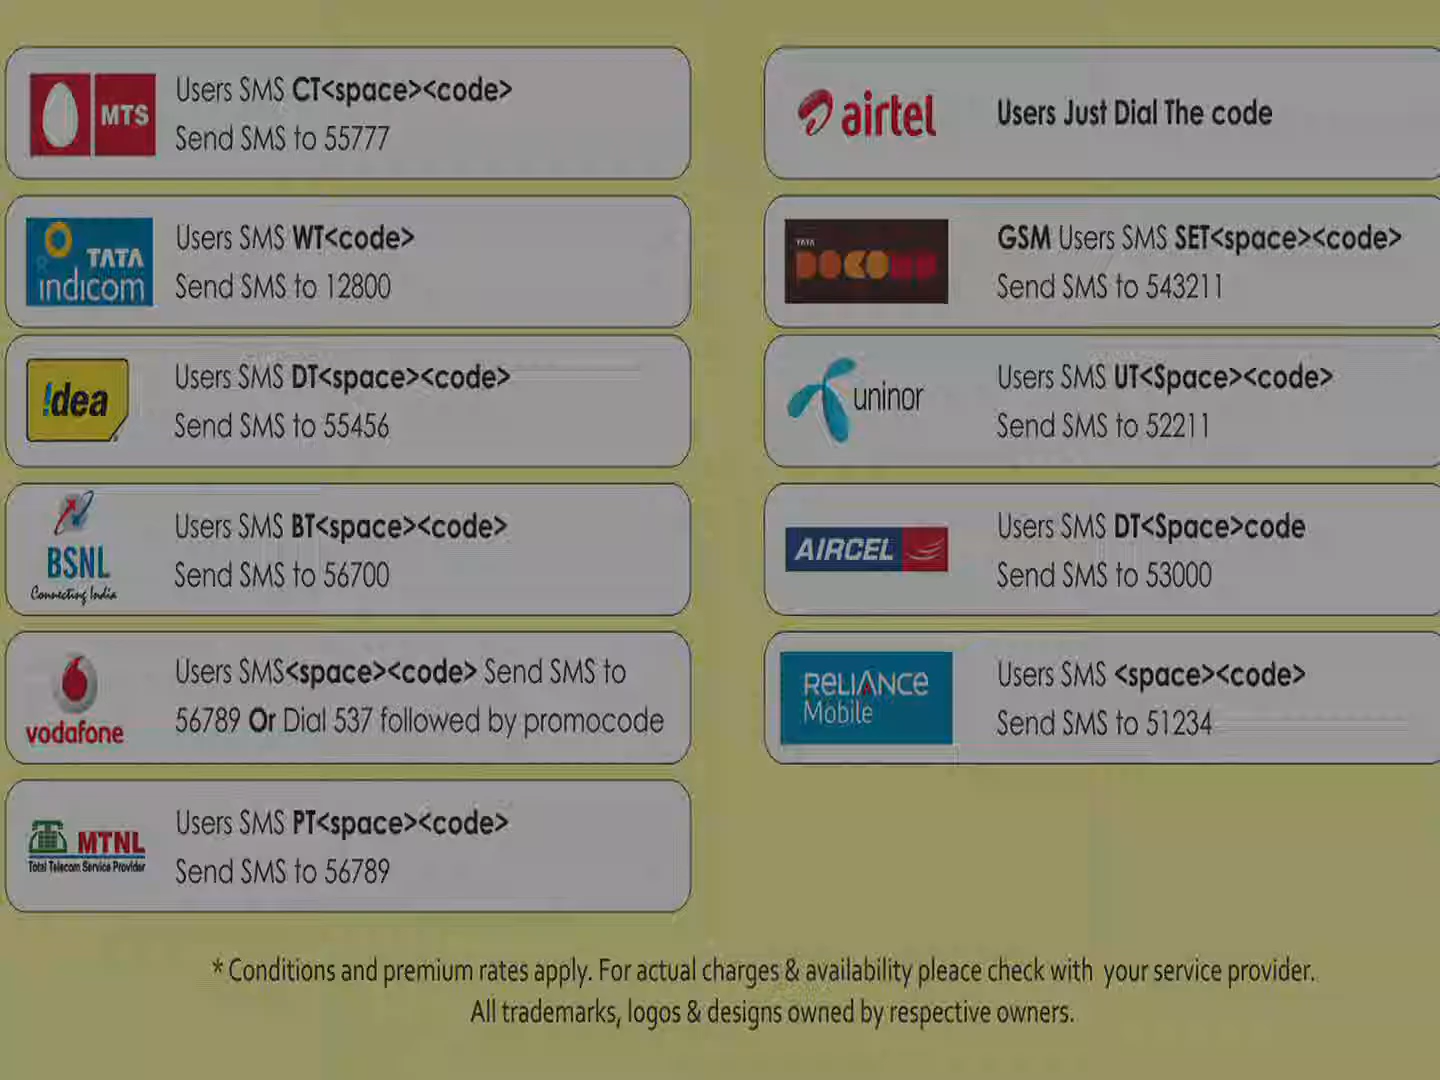 MTS
Users SMS CT<space><code>
Send SMS to 55777
airtel
Users Just Dial The code
TATA
indicom
Users SMS WT<code>
Send SMS to 12800
TATA
DOCOMO
GSM Users SMS SET<space><code>
Send SMS to 543211
!dea
Users SMS DT<space><code>
Send SMS to 55456
uninor
Users SMS UT<Space><code>
Send SMS to 52211
BSNL
Connecting India
Users SMS BT<space><code>
Send SMS to 56700
AIRCEL
Users SMS DT<Space>code
Send SMS to 53000
vodafone
Users SMS<space><code> Send SMS to
56789 Or Dial 537 followed by promocode
RELIANCe
Mobile
Users SMS <space><code>
Send SMS to 51234
MTNL
Total Telecom Service Provider
Users SMS PT<space><code>
Send SMS to 56789
* Conditions and premium rates apply. For actual charges & availability pleace check with your service provider.
All trademarks, logos & designs owned by respective owners.